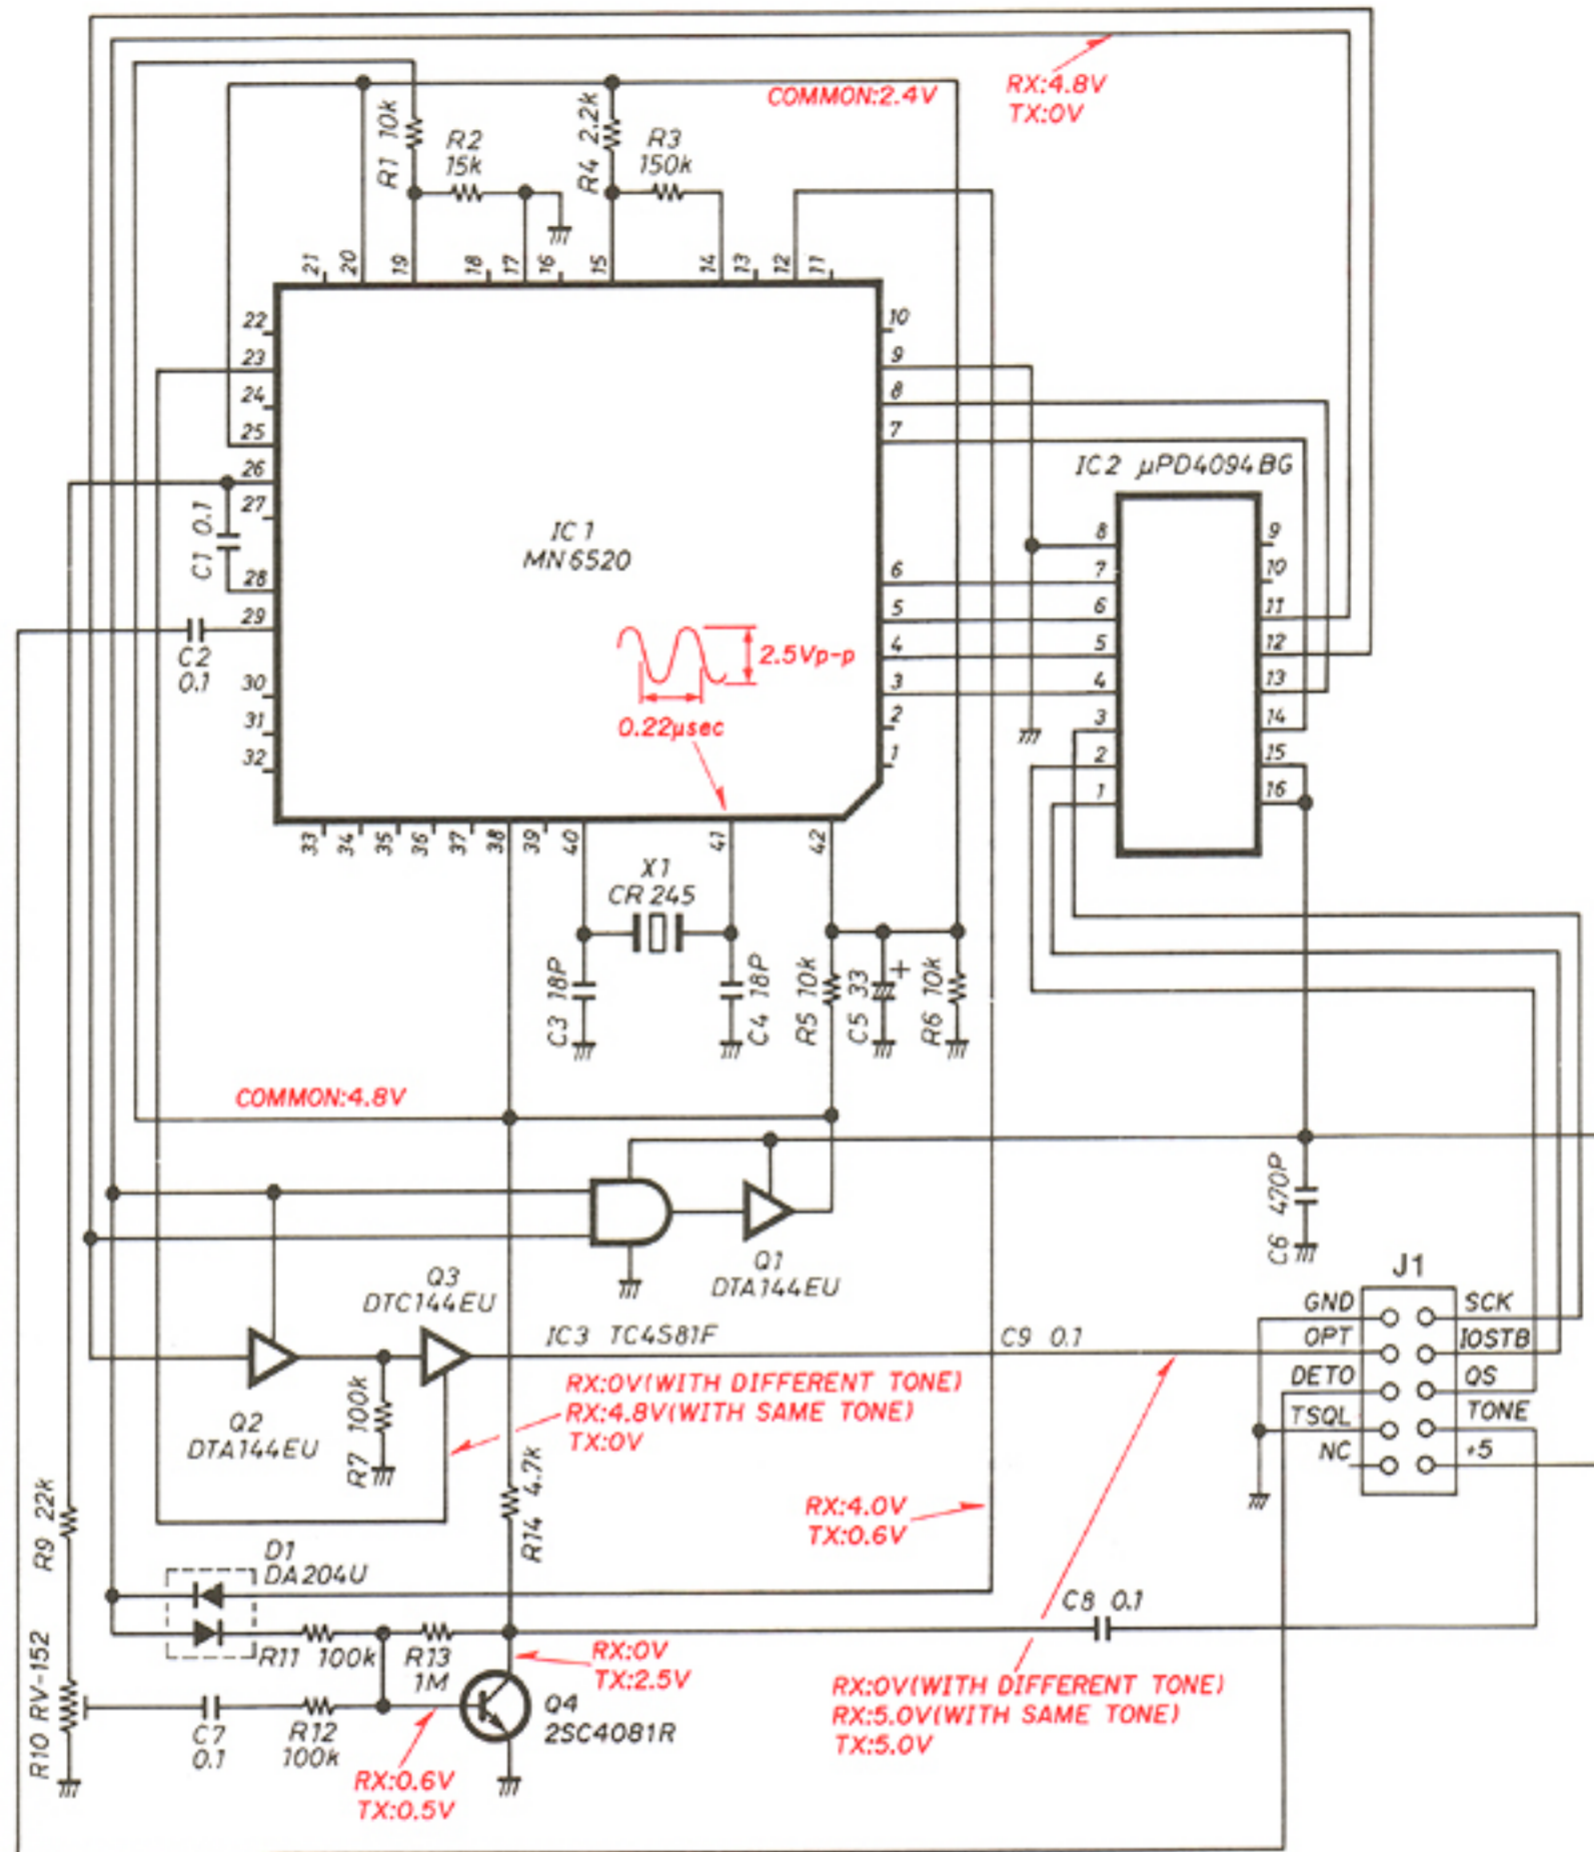 RX:4.8V
TX:0V
COMMON:2.4V
R1 10k
R2
15k
R4 2.2k
R3
150k
21
20
19
18
17
16
15
14
13
12
11
22
23
24
25
26
27
28
29
30
31
32
10
9
8
7
6
5
4
3
2
1
IC1
MN6520
2.5Vp-p
0.22µsec
C1 0.1
C2
0.1
IC2 µPD4094BG
8
7
6
5
4
3
2
1
9
10
11
12
13
14
15
16
33
34
35
36
37
38
39
40
41
42
X1
CR 245
C3 18P
C4 18P
R5 10k
C5 33
+
R6 10k
COMMON:4.8V
Q1
DTA144EU
C6 470P
Q3
DTC144EU
IC3 TC4S81F
C9 0.1
J1
GND
OPT
DETO
TSQL
NC
SCK
IOSTB
QS
TONE
+5
Q2
DTA144EU
R7 100k
RX:0V(WITH DIFFERENT TONE)
RX:4.8V(WITH SAME TONE)
TX:0V
R14 4.7k
RX:4.0V
TX:0.6V
R9 22k
D1
DA204U
C8 0.1
R10 RV-152
R11 100k
R13
1M
RX:0V
TX:2.5V
C7
0.1
R12
100k
Q4
2SC4081R
RX:0.6V
TX:0.5V
RX:0V(WITH DIFFERENT TONE)
RX:5.0V(WITH SAME TONE)
TX:5.0V